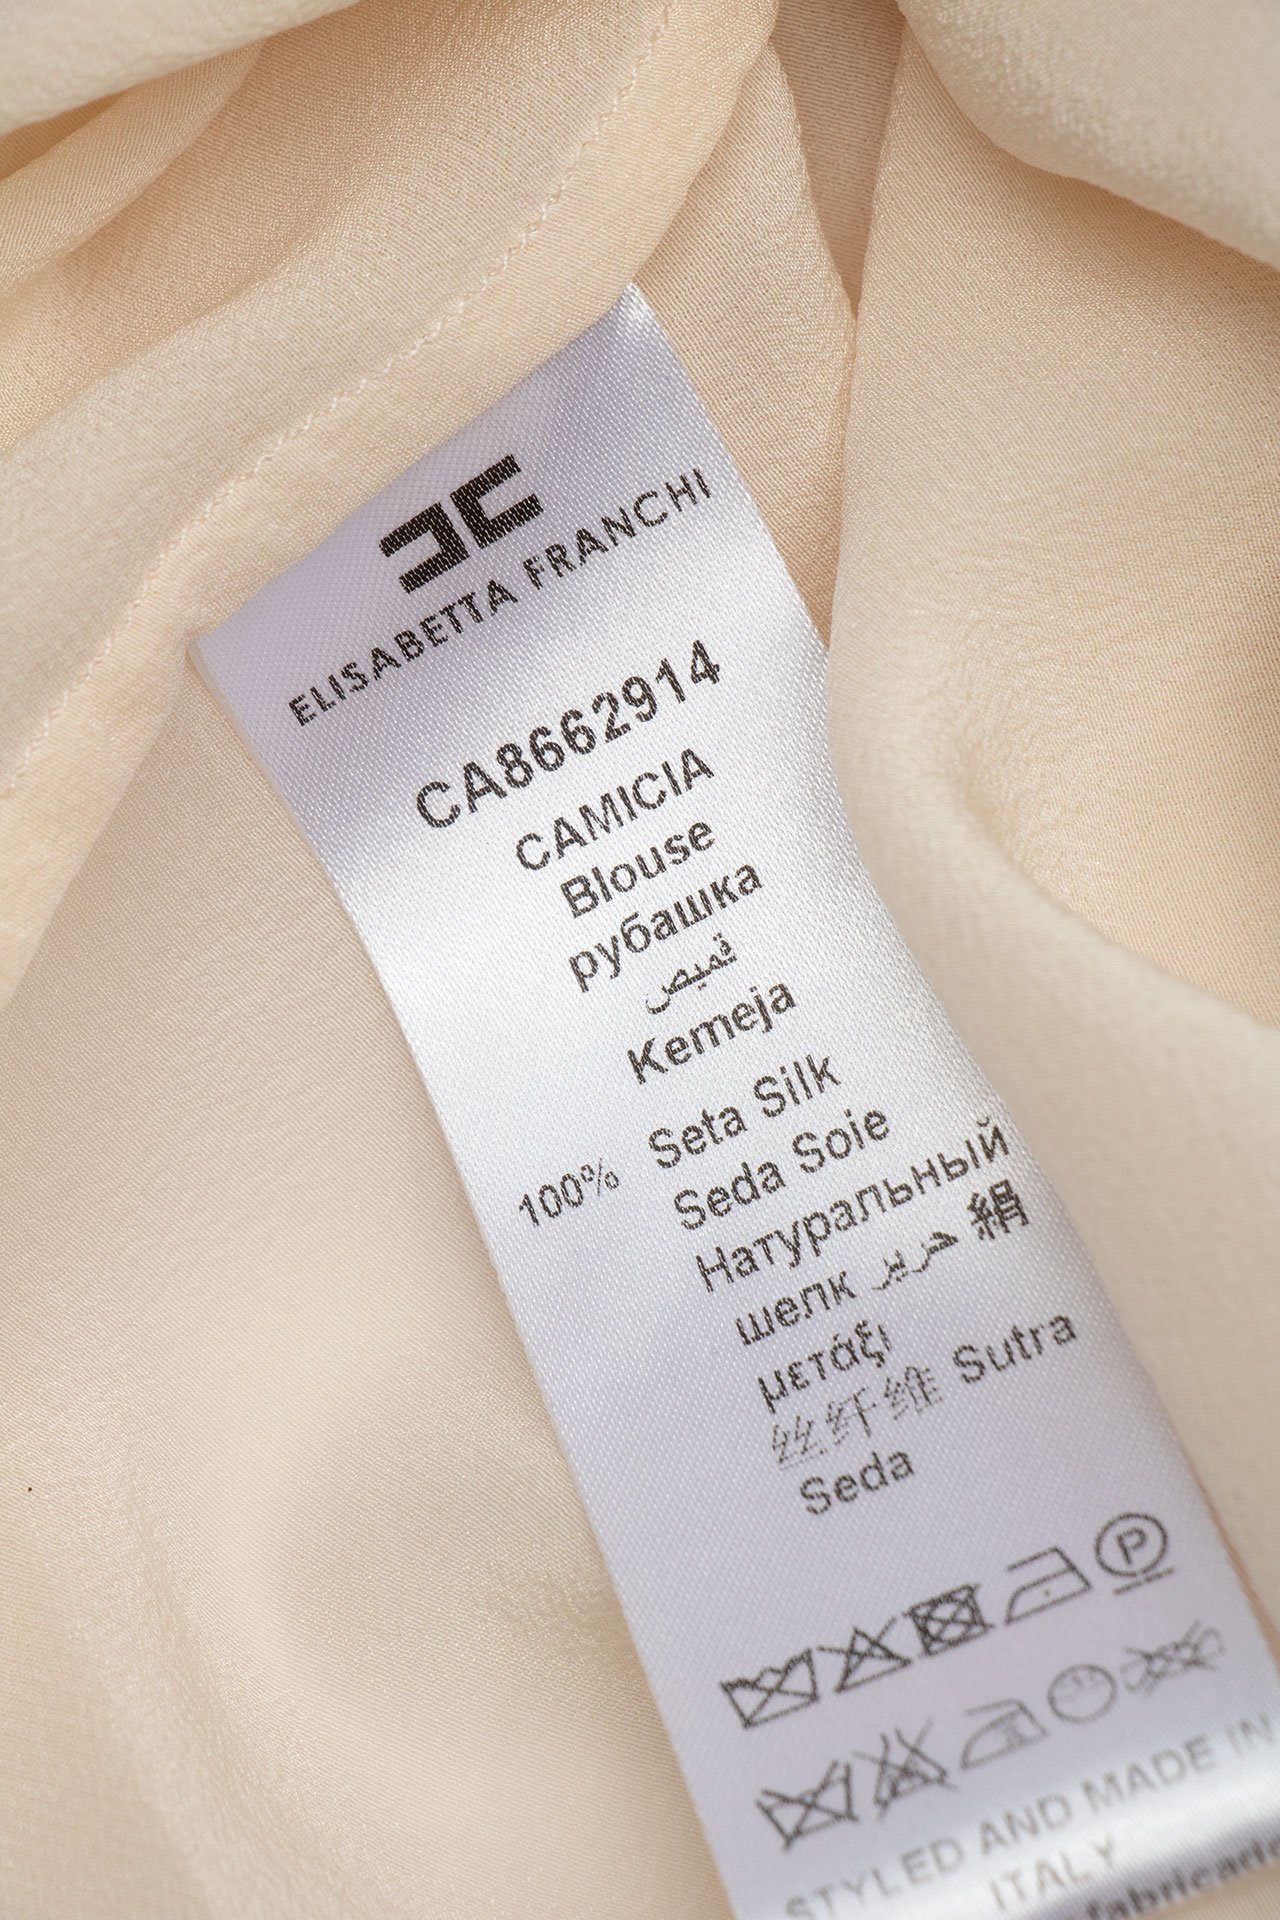 ELISABETTA FRANCHI
CA8662914
CAMICIA
Blouse
рубашка
قميص
Kemeja
100% Seta Silk
Seda Soie
Натуральный
шелк حرير 絹
μετάξι
丝纤维 Sutra
Seda
P
STYLED AND MADE IN
ITALY